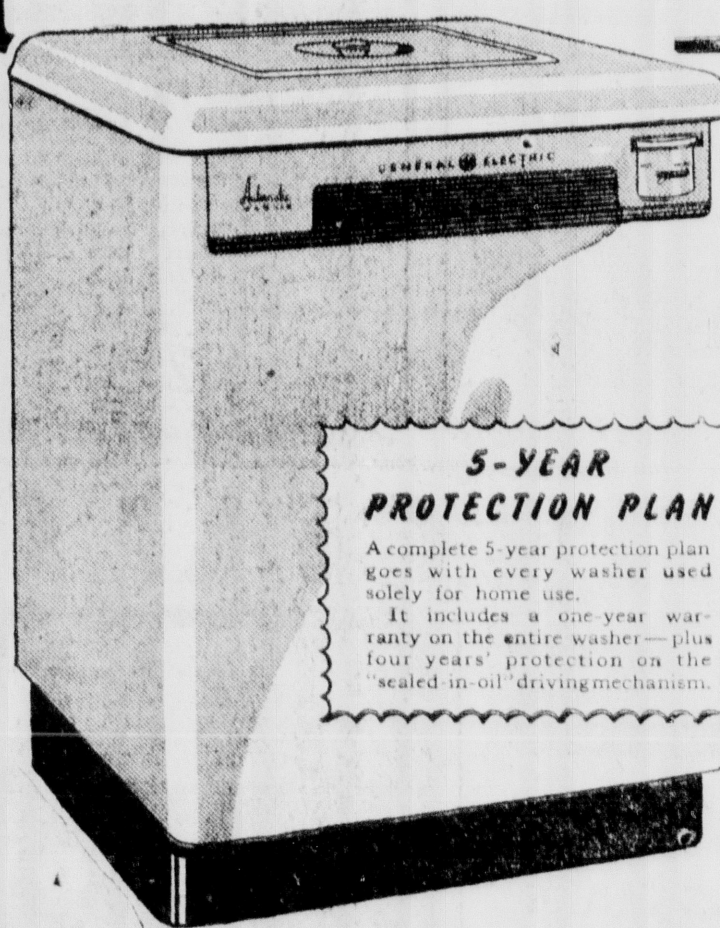 GENERAL GE ELECTRIC
5-YEAR
PROTECTION PLAN
A complete 5-year protection plan
goes with every washer used
solely for home use.
It includes a one-year war-
ranty on the entire washer—plus
four years' protection on the
"sealed-in-oil" driving mechanism.